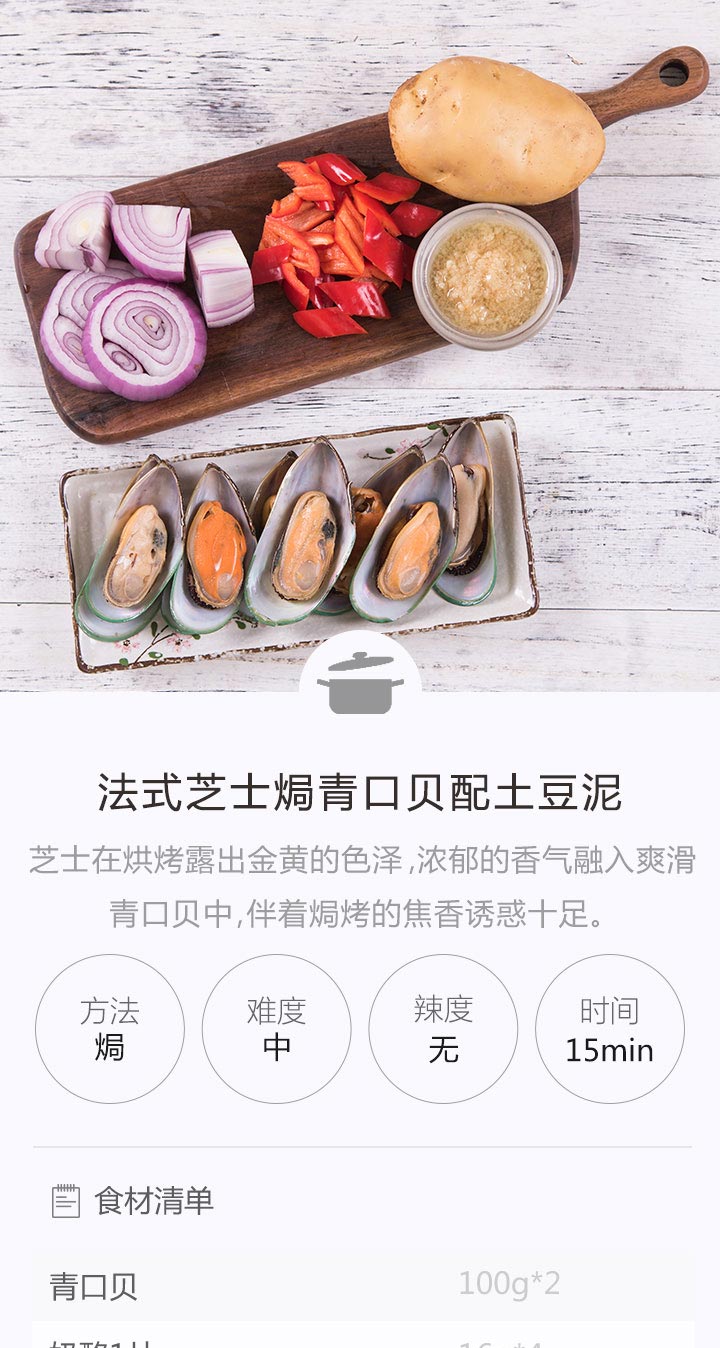 法式芝士焗青口贝配土豆泥
芝士在烘烤露出金黄的色泽,浓郁的香气融入爽滑
青口贝中,伴着焗烤的焦香诱惑十足。
方法
焗
难度
中
辣度
无
时间
15min
食材清单
青口贝 100g*2